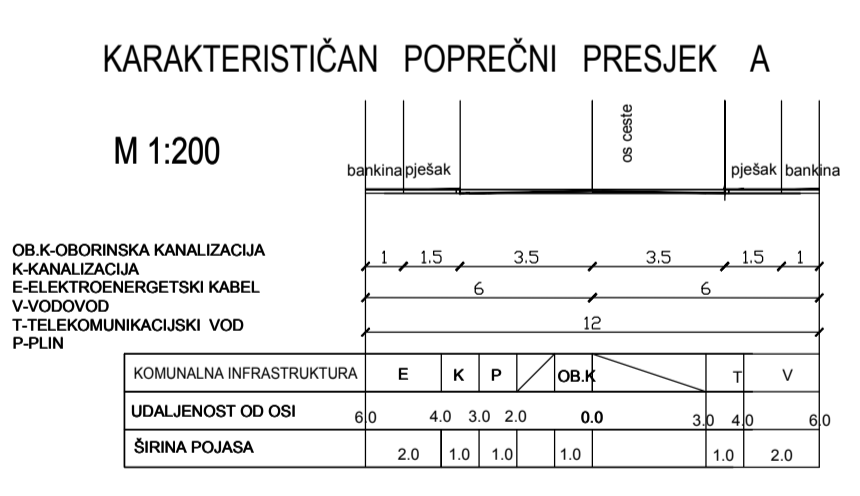 KARAKTERISTIČAN POPREČNI PRESJEK A
M 1:200
os ceste
bankina pješak pješak bankina
OB.K-OBORINSKA KANALIZACIJA
K-KANALIZACIJA
E-ELEKTROENERGETSKI KABEL
V-VODOVOD
T-TELEKOMUNIKACIJSKI VOD
P-PLIN
1 1.5 3.5 3.5 1.5 1
6 6
12
KOMUNALNA INFRASTRUKTURA E K P OB.K T V
UDALJENOST OD OSI 6.0 4.0 3.0 2.0 0.0 3.0 4.0 6.0
ŠIRINA POJASA 2.0 1.0 1.0 1.0 1.0 2.0